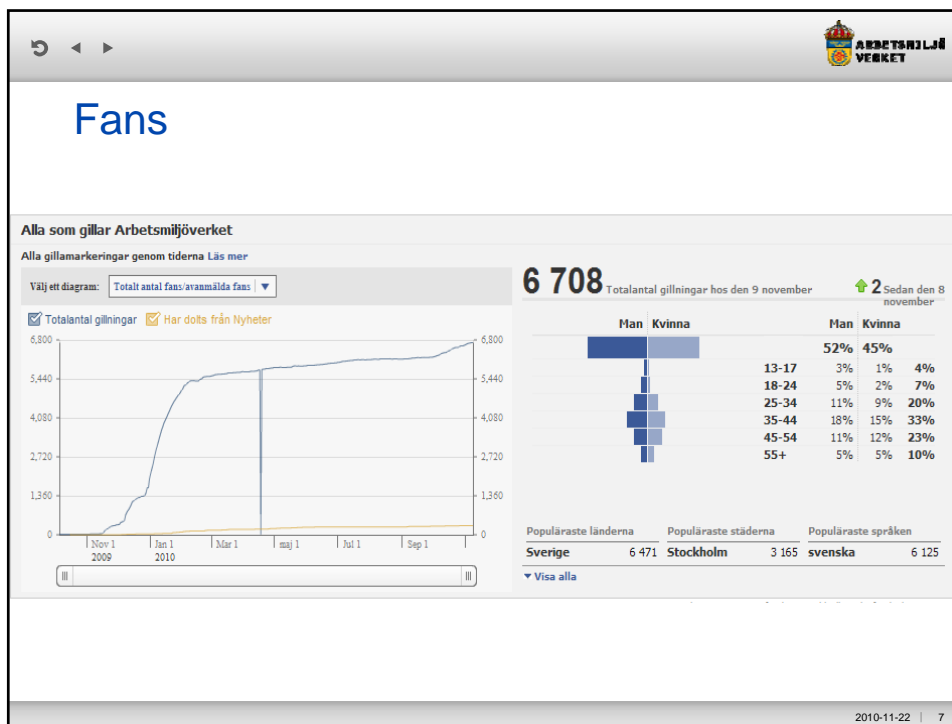 ARBETSMILJÖ
VERKET
Fans
Alla som gillar Arbetsmiljöverket
Alla gillamarkeringar genom tiderna Läs mer
Välj ett diagram: Totalt antal fans/avanmälda fans
Totalantal gillningar Har dolts från Nyheter
6,800 6,800
5,440 5,440
4,080 4,080
2,720 2,720
1,360 1,360
0 0
Nov 1 Jan 1 Mar 1 maj 1 Jul 1 Sep 1
2009 2010
6 708 Totalantal gillningar hos den 9 november
2 Sedan den 8
november
Man Kvinna Man Kvinna
52% 45%
13-17 3% 1% 4%
18-24 5% 2% 7%
25-34 11% 9% 20%
35-44 18% 15% 33%
45-54 11% 12% 23%
55+ 5% 5% 10%
Populäraste länderna Populäraste städerna Populäraste språken
Sverige 6 471 Stockholm 3 165 svenska 6 125
Visa alla
2010-11-22 | 7